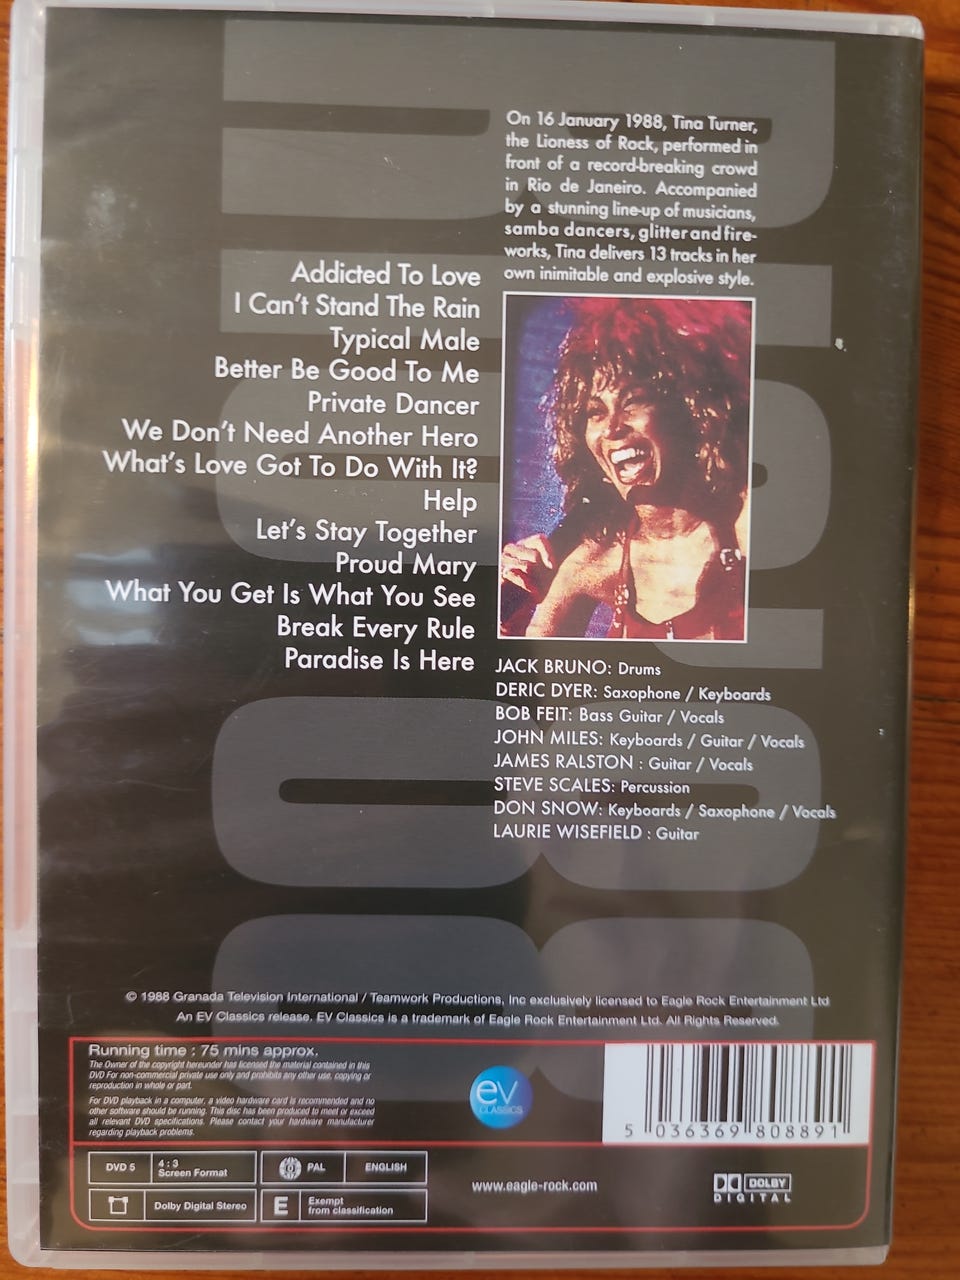 On 16 January 1988, Tina Turner,
the Lioness of Rock, performed in
front of a record-breaking crowd
in Rio de Janeiro. Accompanied
by a stunning line-up of musicians,
samba dancers, glitter and fire-
works, Tina delivers 13 tracks in her
own inimitable and explosive style.
Addicted To Love
I Can't Stand The Rain
Typical Male
Better Be Good To Me
Private Dancer
We Don't Need Another Hero
What's Love Got To Do With It?
Help
Let's Stay Together
Proud Mary
What You Get Is What You See
Break Every Rule
Paradise Is Here
JACK BRUNO: Drums
DERIC DYER: Saxophone / Keyboards
BOB FEIT: Bass Guitar / Vocals
JOHN MILES: Keyboards / Guitar / Vocals
JAMES RALSTON : Guitar / Vocals
STEVE SCALES: Percussion
DON SNOW: Keyboards / Saxophone / Vocals
LAURIE WISEFIELD : Guitar
© 1988 Granada Television International / Teamwork Productions, Inc exclusively licensed to Eagle Rock Entertainment Ltd
An EV Classics release. EV Classics is a trademark of Eagle Rock Entertainment Ltd. All Rights Reserved.
Running time : 75 mins approx.
The Owner of the copyright hereunder has licensed the material contained in this
DVD For non-commercial private use only and prohibits any other use, copying or
reproduction in whole or part.
For DVD playback in a computer, a video hardware card is recommended and no
other software should be running. This disc has been produced to meet or exceed
all relevant DVD specifications. Please contact your hardware manufacturer
regarding playback problems.
ev
CLASSICS
5 036369 808891
DVD 5
4 : 3
Screen Format
PAL
ENGLISH
Dolby Digital Stereo
E
Exempt
from classification
www.eagle-rock.com
DOLBY
DIGITAL